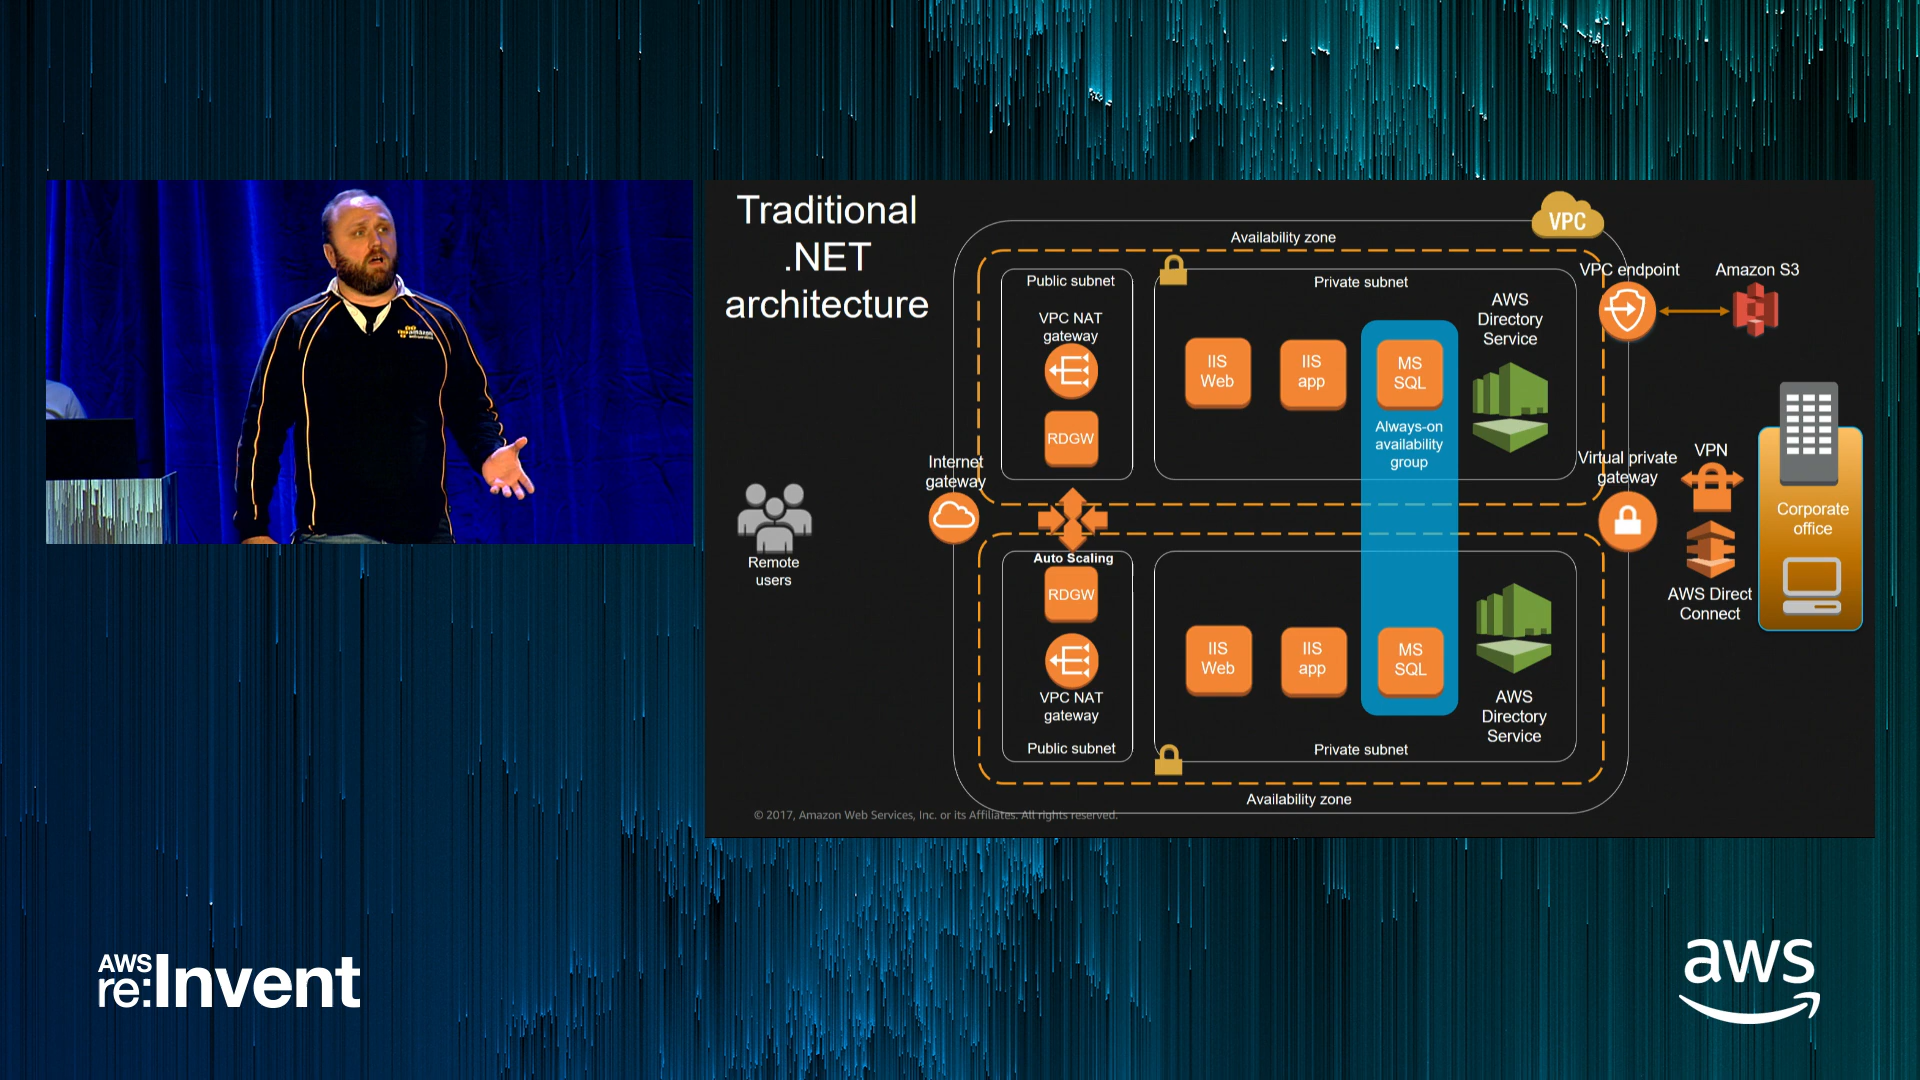 Traditional
.NET
architecture
VPC
Availability zone
Public subnet
VPC NAT
gateway
RDGW
Private subnet
IIS
Web
IIS
app
MS
SQL
Always-on
availability
group
AWS
Directory
Service
VPC endpoint
Amazon S3
Internet
gateway
Remote
users
Virtual private
gateway
VPN
AWS Direct
Connect
Corporate
office
Auto Scaling
RDGW
VPC NAT
gateway
Public subnet
IIS
Web
IIS
app
MS
SQL
AWS
Directory
Service
Private subnet
Availability zone
© 2017, Amazon Web Services, Inc. or its Affiliates. All rights reserved.
amazon
AWS
re:Invent
aws